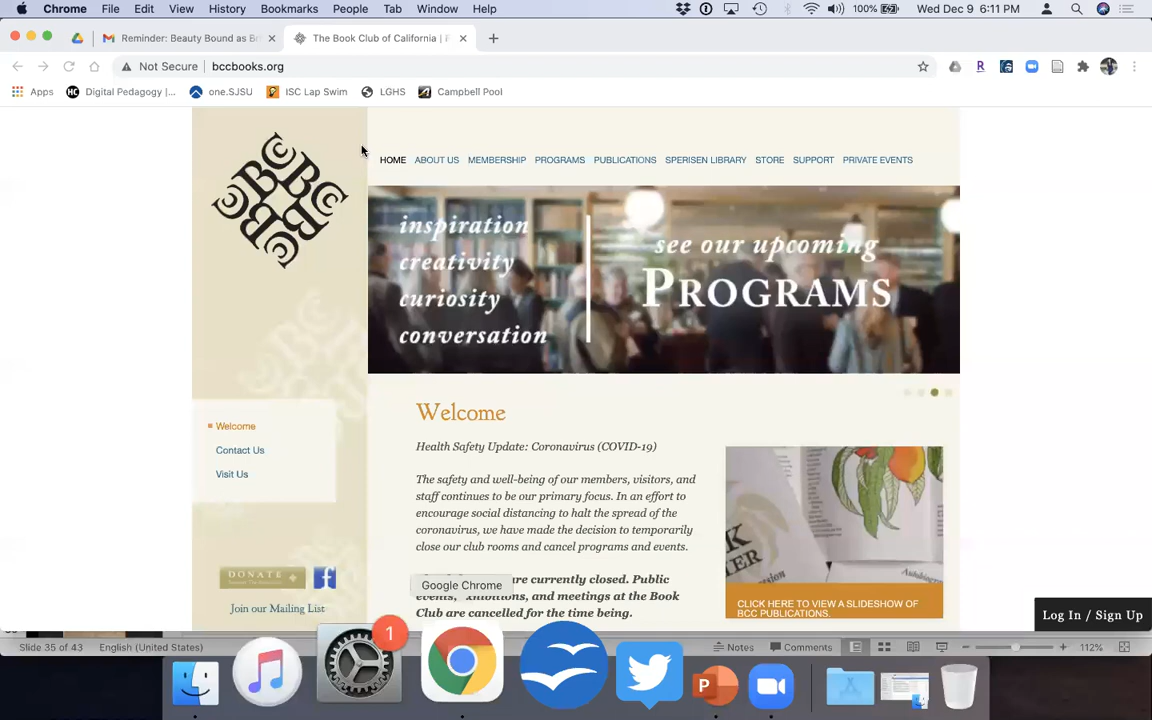 Chrome File Edit View History Bookmarks People Tab Window Help 100% Wed Dec 9 6:11 PM
Reminder: Beauty Bound as Br × The Book Club of California | F × +
Not Secure | bccbooks.org
Apps Digital Pedagogy |... one.SJSU ISC Lap Swim LGHS Campbell Pool
HOME ABOUT US MEMBERSHIP PROGRAMS PUBLICATIONS SPERISEN LIBRARY STORE SUPPORT PRIVATE EVENTS
inspiration
creativity
curiosity
conversation
see our upcoming
PROGRAMS
Welcome
Contact Us
Visit Us
DONATE
Join our Mailing List
Welcome
Health Safety Update: Coronavirus (COVID-19)
The safety and well-being of our members, visitors, and
staff continues to be our primary focus. In an effort to
encourage social distancing to halt the spread of the
coronavirus, we have made the decision to temporarily
close our club rooms and cancel programs and events.
are currently closed. Public
events, exhibitions, and meetings at the Book
Club are cancelled for the time being.
Google Chrome
CLICK HERE TO VIEW A SLIDESHOW OF
BCC PUBLICATIONS.
Log In / Sign Up
Slide 35 of 43 English (United States) Notes Comments 112%
1